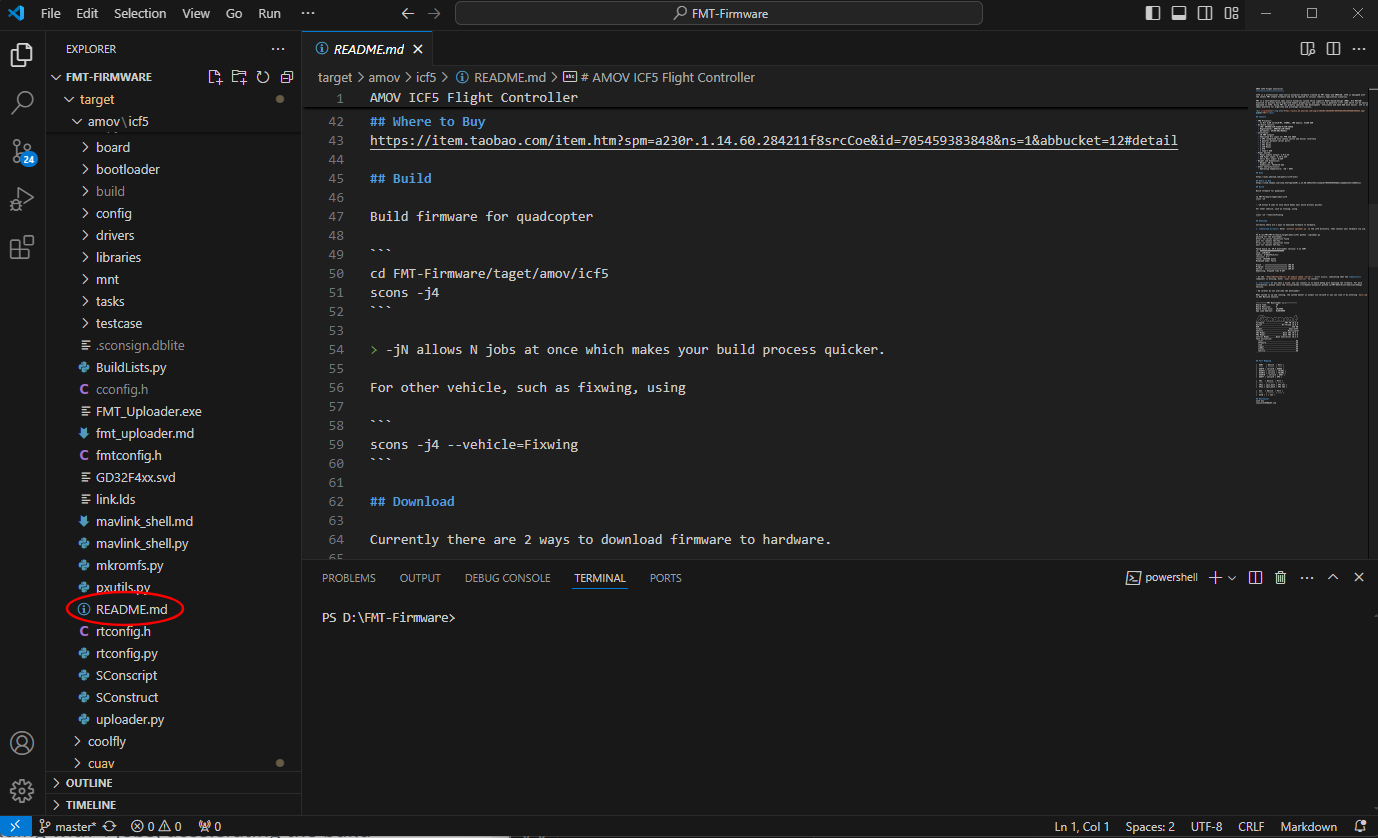 File Edit Selection View Go Run ···
FMT-Firmware
EXPLORER
FMT-FIRMWARE
target
amov\icf5
board
bootloader
build
config
drivers
libraries
mnt
tasks
testcase
.sconsign.dblite
BuildLists.py
cconfig.h
FMT_Uploader.exe
fmt_uploader.md
fmtconfig.h
GD32F4xx.svd
link.lds
mavlink_shell.md
mavlink_shell.py
mkromfs.py
pxutils.py
README.md
rtconfig.h
rtconfig.py
SConscript
SConstruct
uploader.py
coolfly
cuav
OUTLINE
TIMELINE
24
README.md
target > amov > icf5 > README.md > # AMOV ICF5 Flight Controller
1 AMOV ICF5 Flight Controller
42 ## Where to Buy
43 https://item.taobao.com/item.htm?spm=a230r.1.14.60.284211f8srcCoe&id=705459383848&ns=1&abbucket=12#detail
44
45 ## Build
46
47 Build firmware for quadcopter
48
49 ```
50 cd FMT-Firmware/taget/amov/icf5
51 scons -j4
52 ```
53
54 > -jN allows N jobs at once which makes your build process quicker.
55
56 For other vehicle, such as fixwing, using
57
58 ```
59 scons -j4 --vehicle=Fixwing
60 ```
61
62 ## Download
63
64 Currently there are 2 ways to download firmware to hardware.
65
PROBLEMS OUTPUT DEBUG CONSOLE TERMINAL PORTS
powershell
PS D:\FMT-Firmware>
master* 0 0 0
Ln 1, Col 1 Spaces: 2 UTF-8 CRLF Markdown